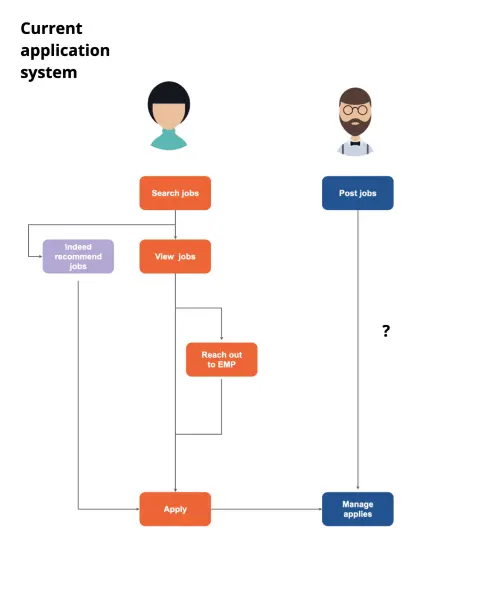 Current
application
system
Search jobs
Post jobs
Indeed
recommend
jobs
View jobs
?
Reach out
to EMP
Apply
Manage
applies